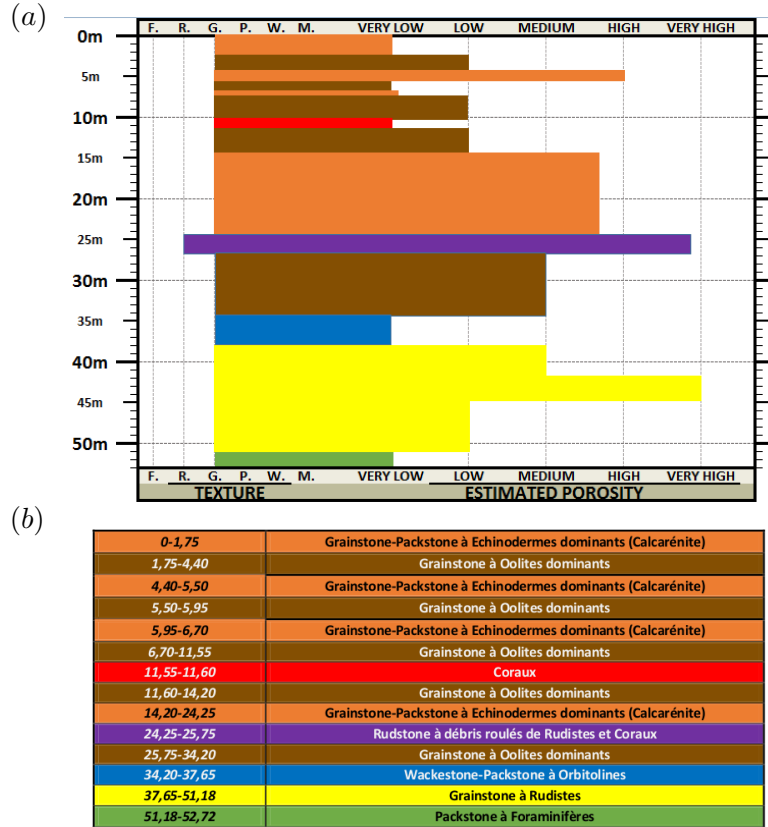 (a)
F. R. G. P. W. M. VERY LOW LOW MEDIUM HIGH VERY HIGH
0m
5m
10m
15m
20m
25m
30m
35m
40m
45m
50m
F. R. G. P. W. M. VERY LOW LOW MEDIUM HIGH VERY HIGH
TEXTURE ESTIMATED POROSITY
(b)
0-1,75 Grainstone-Packstone à Echinodermes dominants (Calcarénite)
1,75-4,40 Grainstone à Oolites dominants
4,40-5,50 Grainstone-Packstone à Echinodermes dominants (Calcarénite)
5,50-5,95 Grainstone à Oolites dominants
5,95-6,70 Grainstone-Packstone à Echinodermes dominants (Calcarénite)
6,70-11,55 Grainstone à Oolites dominants
11,55-11,60 Coraux
11,60-14,20 Grainstone à Oolites dominants
14,20-24,25 Grainstone-Packstone à Echinodermes dominants (Calcarénite)
24,25-25,75 Rudstone à débris roulés de Rudistes et Coraux
25,75-34,20 Grainstone à Oolites dominants
34,20-37,65 Wackestone-Packstone à Orbitolines
37,65-51,18 Grainstone à Rudistes
51,18-52,72 Packstone à Foraminifères